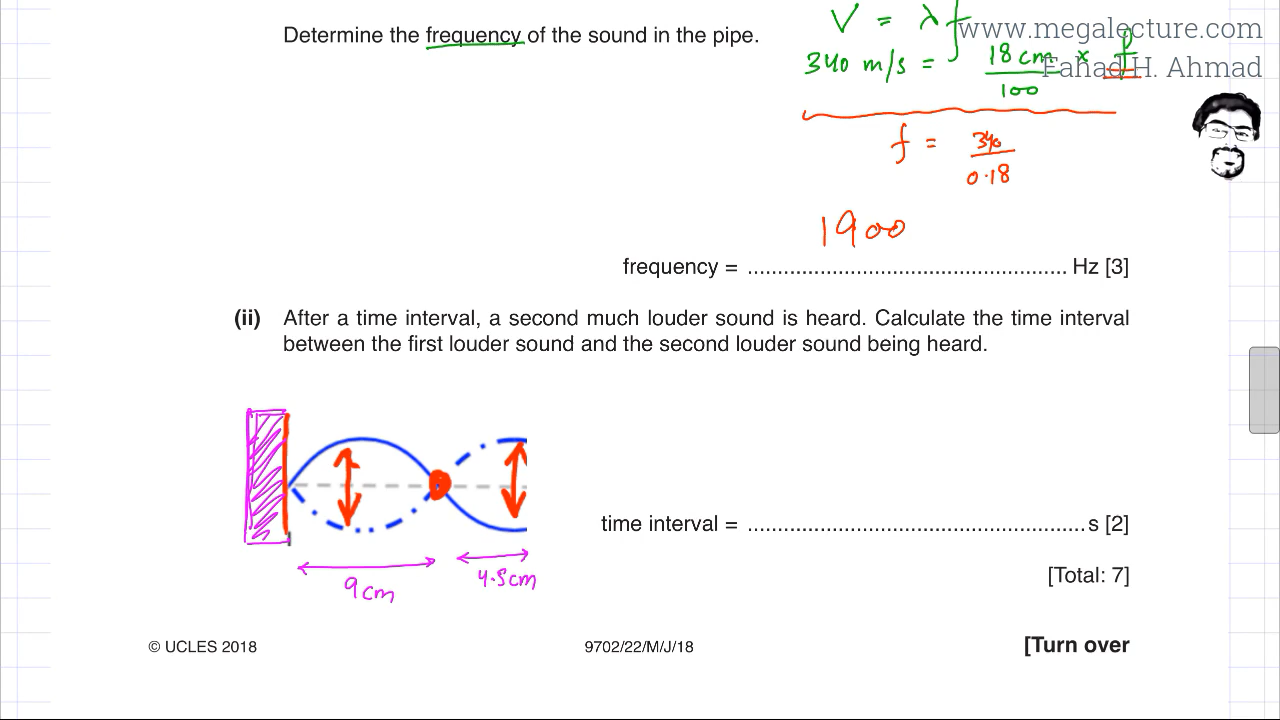 V = λf
www.megalecture.com
Determine the frequency of the sound in the pipe.
340 m/s = 18 cm / 100 × f
Fahad H. Ahmad
f = 340 / 0.18
1900
frequency = ..................................................... Hz [3]
(ii) After a time interval, a second much louder sound is heard. Calculate the time interval
between the first louder sound and the second louder sound being heard.
time interval = ........................................................ s [2]
9cm
4.5cm
[Total: 7]
© UCLES 2018
9702/22/M/J/18
[Turn over